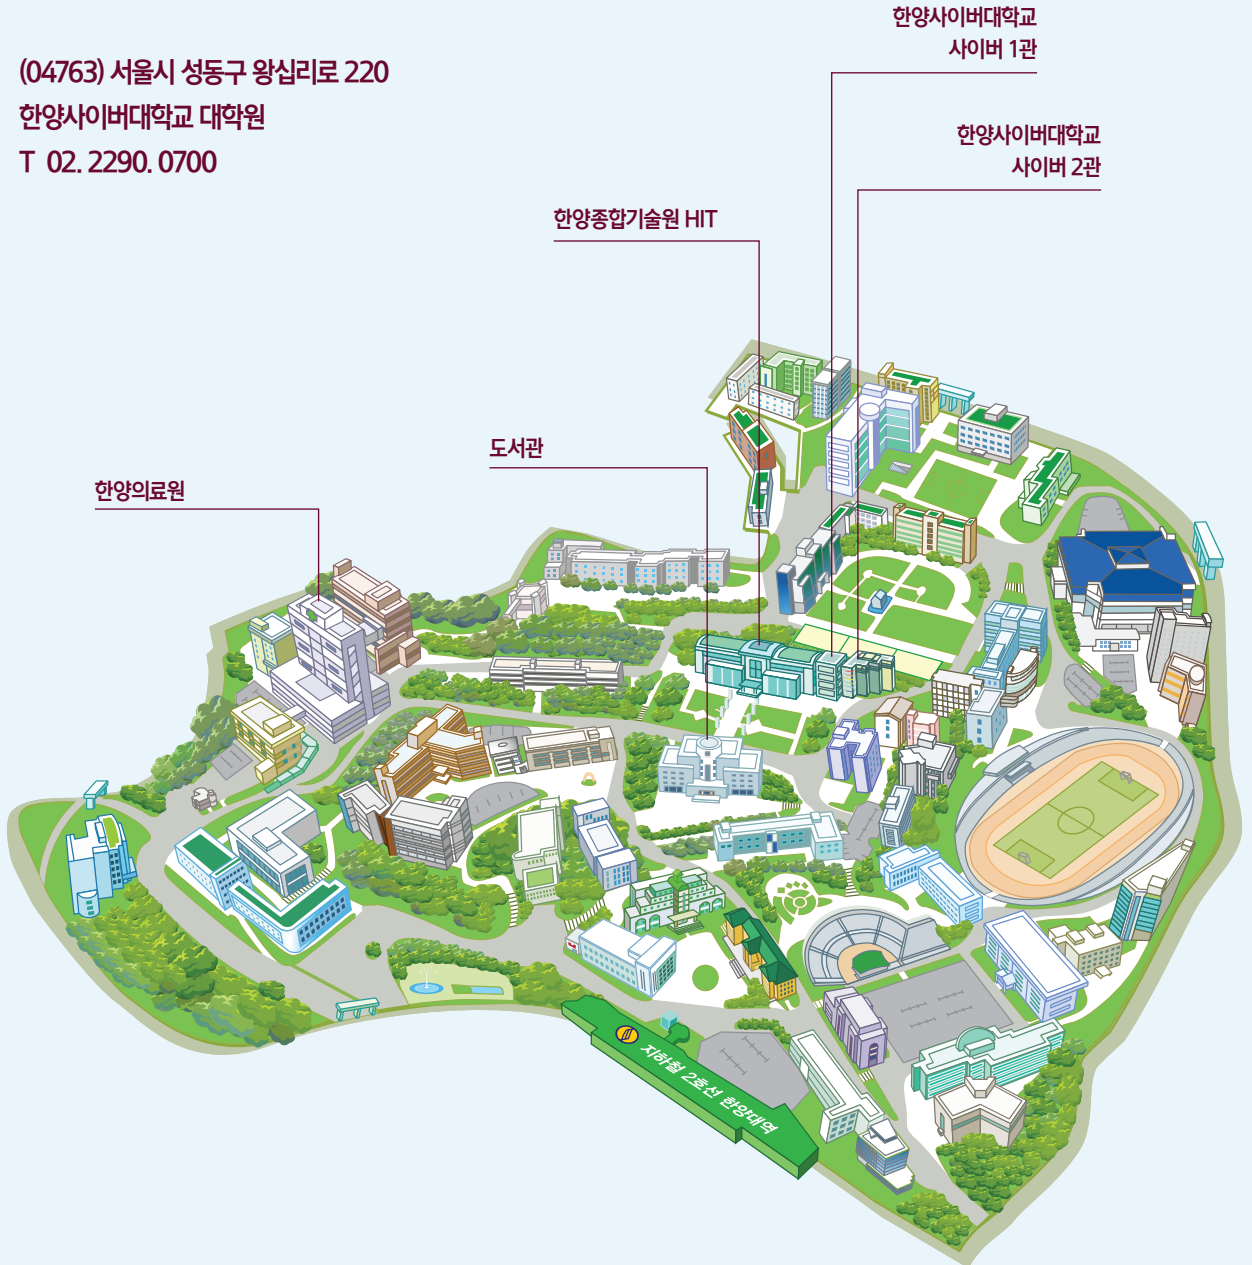 (04763) 서울시 성동구 왕십리로 220
한양사이버대학교 대학원
T 02. 2290. 0700
한양사이버대학교
사이버 1관
한양사이버대학교
사이버 2관
한양종합기술원 HIT
도서관
한양의료원
지하철 2호선 한양대역